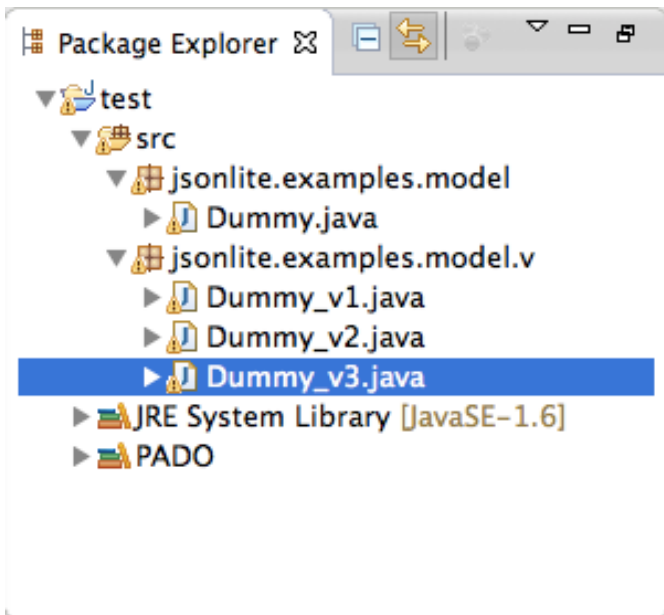 Package Explorer
test
src
jsonlite.examples.model
Dummy.java
jsonlite.examples.model.v
Dummy_v1.java
Dummy_v2.java
Dummy_v3.java
JRE System Library [JavaSE-1.6]
PADO